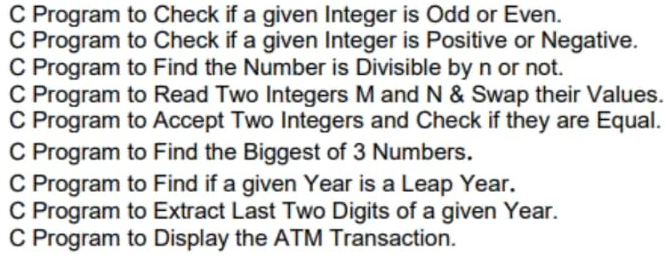 C Program to Check if a given Integer is Odd or Even.
C Program to Check if a given Integer is Positive or Negative.
C Program to Find the Number is Divisible by n or not.
C Program to Read Two Integers M and N & Swap their Values.
C Program to Accept Two Integers and Check if they are Equal.
C Program to Find the Biggest of 3 Numbers.
C Program to Find if a given Year is a Leap Year.
C Program to Extract Last Two Digits of a given Year.
C Program to Display the ATM Transaction.